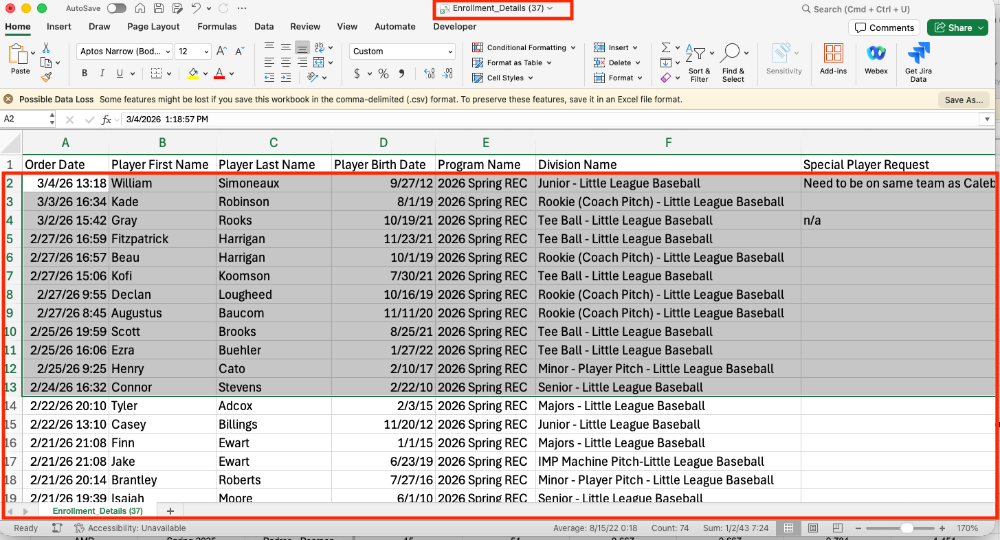 AutoSave Enrollment_Details (37) Search (Cmd + Ctrl + U)
Home Insert Draw Page Layout Formulas Data Review View Automate Developer Comments Share
Paste Aptos Narrow (Bod... 12 Custom Conditional Formatting Insert Sort & Find & Sensitivity Add-ins Webex Get Jira
Format as Table Delete Filter Select Data
Cell Styles Format
Possible Data Loss Some features might be lost if you save this workbook in the comma-delimited (.csv) format. To preserve these features, save it in an Excel file format. Save As...
A2 fx 3/4/2026 1:18:57 PM
A B C D E F
1 Order Date Player First Name Player Last Name Player Birth Date Program Name Division Name Special Player Request
2 3/4/26 13:18 William Simoneaux 9/27/12 2026 Spring REC Junior - Little League Baseball Need to be on same team as Caleb
3 3/3/26 16:34 Kade Robinson 8/1/19 2026 Spring REC Rookie (Coach Pitch) - Little League Baseball
4 3/2/26 15:42 Gray Rooks 10/19/21 2026 Spring REC Tee Ball - Little League Baseball n/a
5 2/27/26 16:59 Fitzpatrick Harrigan 11/23/21 2026 Spring REC Tee Ball - Little League Baseball
6 2/27/26 16:57 Beau Harrigan 10/1/19 2026 Spring REC Rookie (Coach Pitch) - Little League Baseball
7 2/27/26 15:06 Kofi Koomson 7/30/21 2026 Spring REC Tee Ball - Little League Baseball
8 2/27/26 9:55 Declan Lougheed 10/16/19 2026 Spring REC Rookie (Coach Pitch) - Little League Baseball
9 2/27/26 8:45 Augustus Baucom 11/11/20 2026 Spring REC Rookie (Coach Pitch) - Little League Baseball
10 2/25/26 19:59 Scott Brooks 8/25/21 2026 Spring REC Tee Ball - Little League Baseball
11 2/25/26 16:06 Ezra Buehler 1/27/22 2026 Spring REC Tee Ball - Little League Baseball
12 2/25/26 9:25 Henry Cato 2/10/17 2026 Spring REC Minor - Player Pitch - Little League Baseball
13 2/24/26 16:32 Connor Stevens 2/22/10 2026 Spring REC Senior - Little League Baseball
14 2/22/26 20:10 Tyler Adcox 2/3/15 2026 Spring REC Majors - Little League Baseball
15 2/22/26 13:10 Casey Billings 11/20/12 2026 Spring REC Junior - Little League Baseball
16 2/21/26 21:08 Finn Ewart 1/1/15 2026 Spring REC Majors - Little League Baseball
17 2/21/26 21:08 Jake Ewart 6/23/19 2026 Spring REC IMP Machine Pitch-Little League Baseball
18 2/21/26 20:14 Brantley Roberts 7/27/16 2026 Spring REC Minor - Player Pitch - Little League Baseball
19 2/21/26 19:39 Isaiah Moore 6/1/10 2026 Spring REC Senior - Little League Baseball
Enrollment_Details (37)
Ready Accessibility: Unavailable Average: 8/15/22 0:18 Count: 74 Sum: 1/2/43 7:24 170%